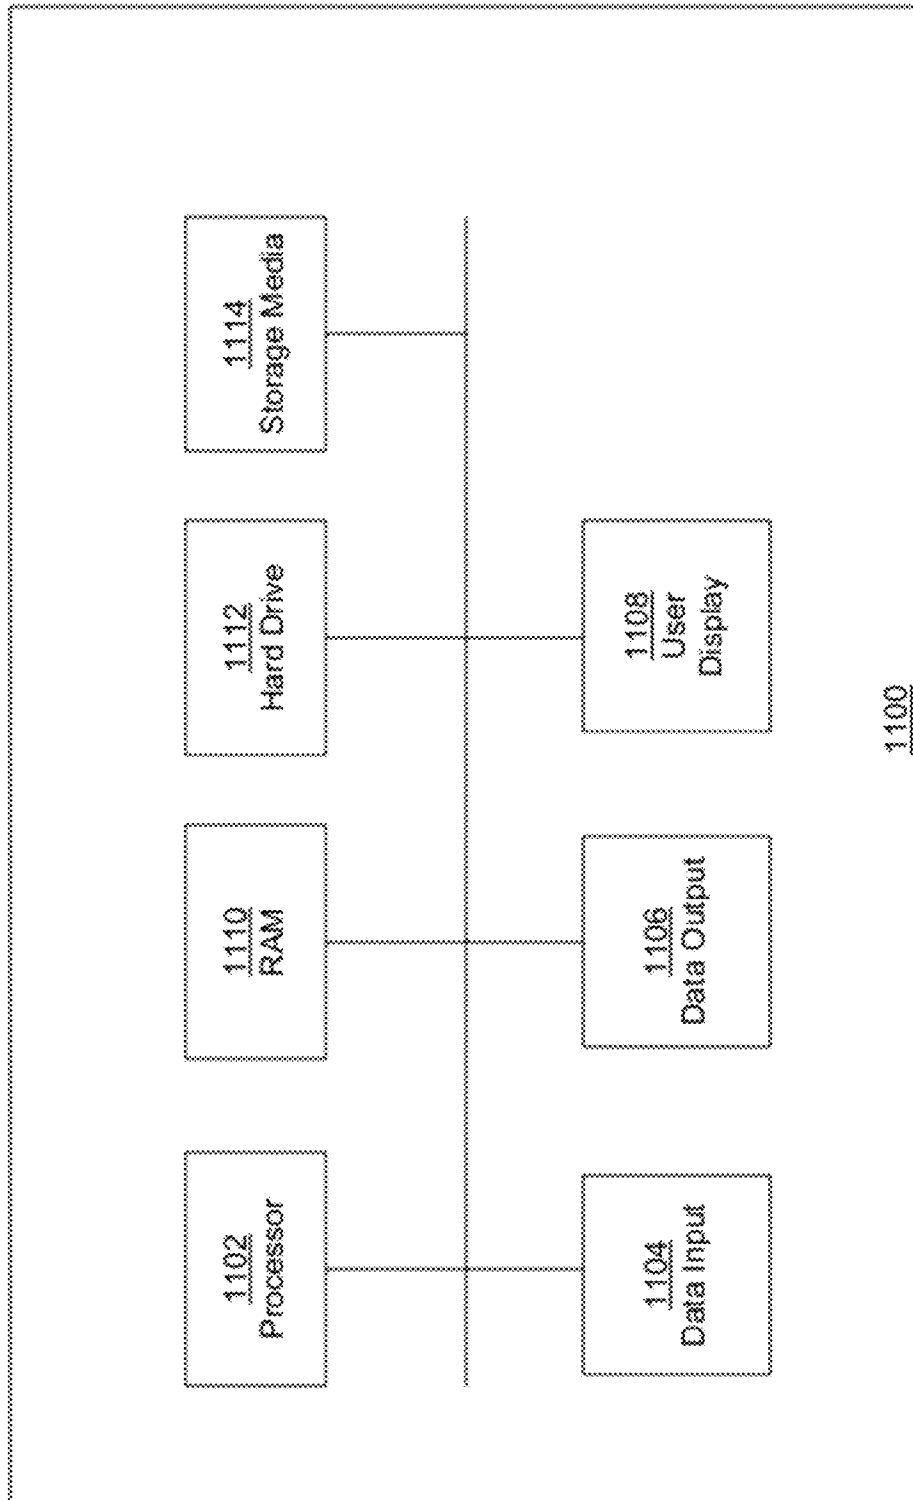 1102
Processor
1110
RAM
1112
Hard Drive
1114
Storage Media
1104
Data Input
1106
Data Output
1108
User
Display
1100